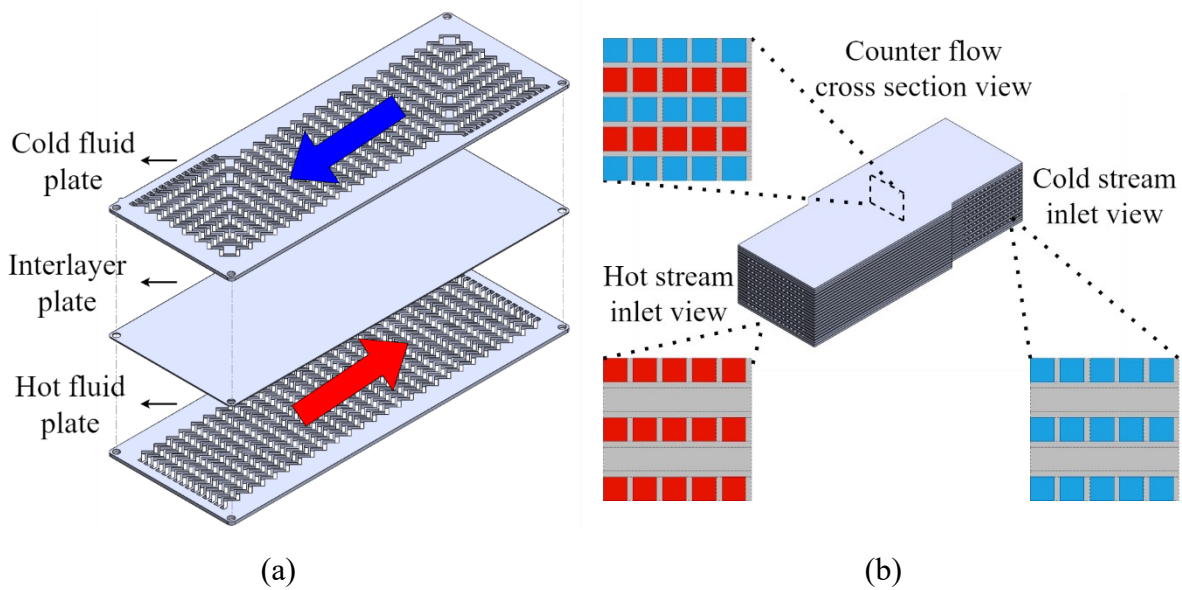 Cold fluid
plate
Interlayer
plate
Hot fluid
plate
(a)
Counter flow
cross section view
Cold stream
inlet view
Hot stream
inlet view
(b)